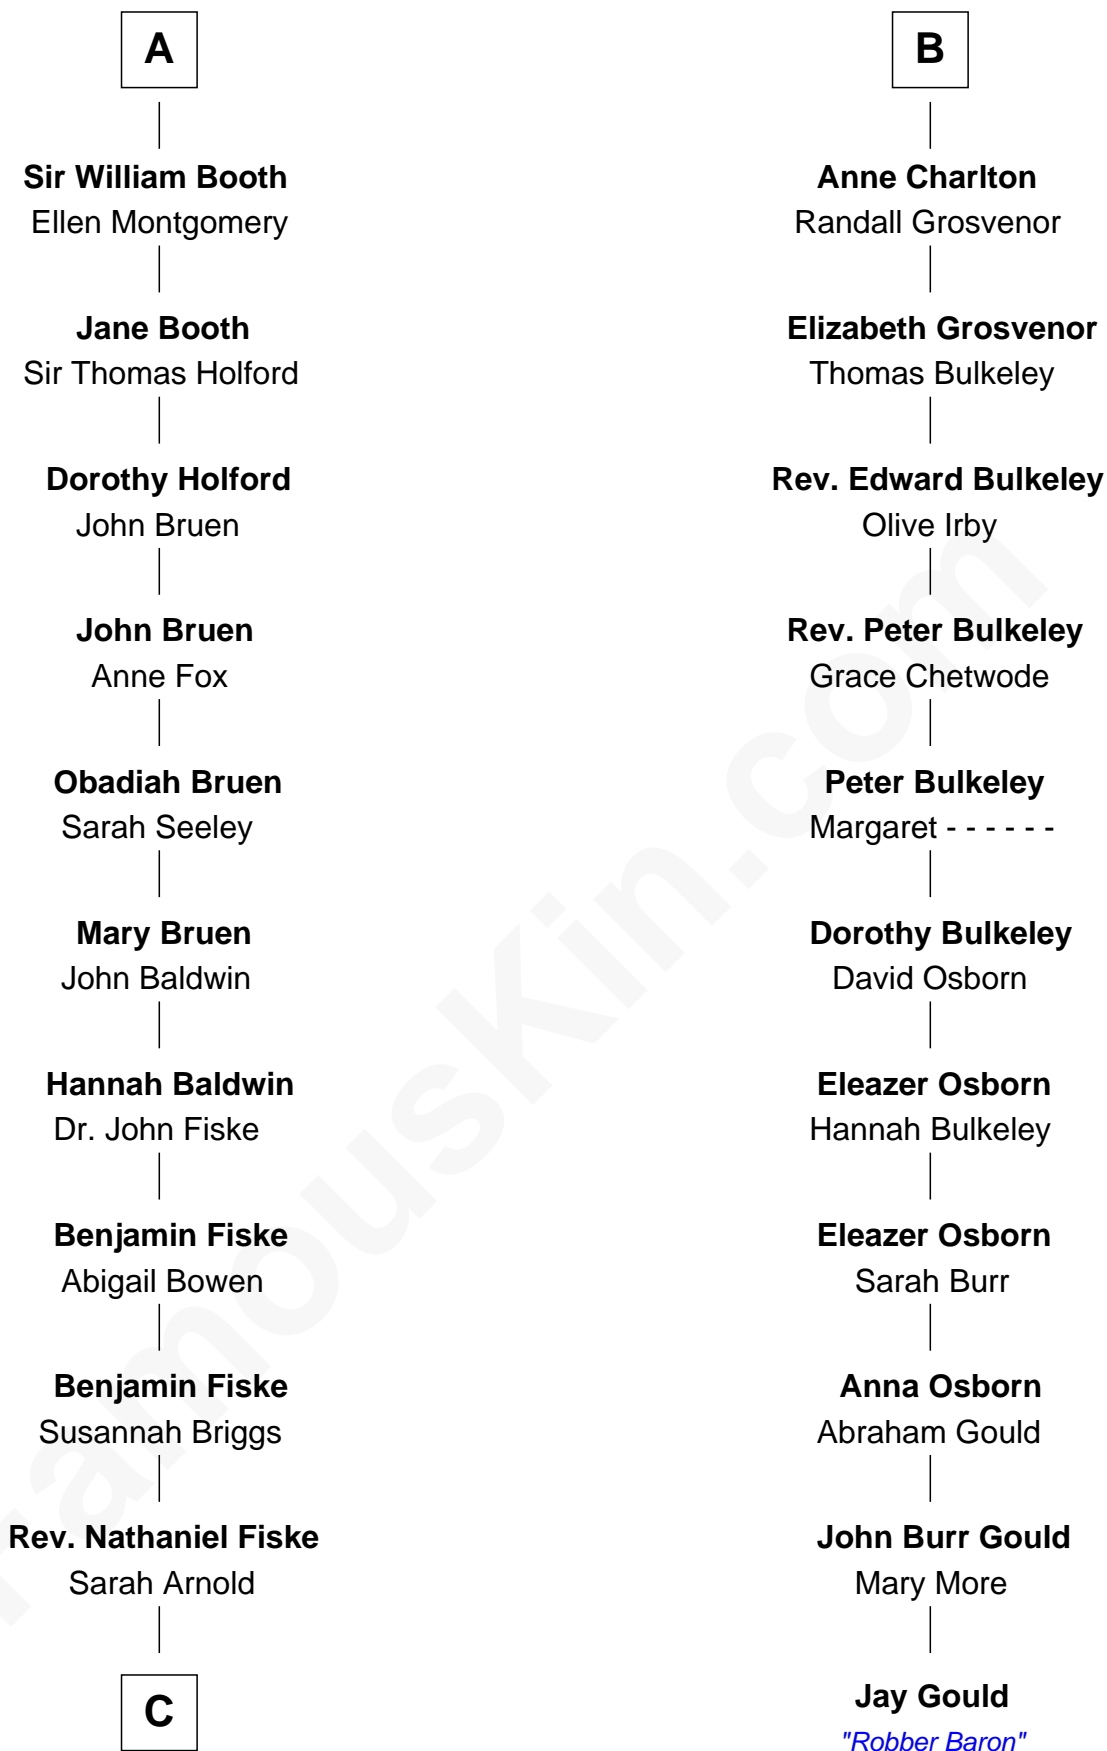 A
Sir William Booth
Ellen Montgomery
Jane Booth
Sir Thomas Holford
Dorothy Holford
John Bruen
John Bruen
Anne Fox
Obadiah Bruen
Sarah Seeley
Mary Bruen
John Baldwin
Hannah Baldwin
Dr. John Fiske
Benjamin Fiske
Abigail Bowen
Benjamin Fiske
Susannah Briggs
Rev. Nathaniel Fiske
Sarah Arnold
C
B
Anne Charlton
Randall Grosvenor
Elizabeth Grosvenor
Thomas Bulkeley
Rev. Edward Bulkeley
Olive Irby
Rev. Peter Bulkeley
Grace Chetwode
Peter Bulkeley
Margaret - - - - - -
Dorothy Bulkeley
David Osborn
Eleazer Osborn
Hannah Bulkeley
Eleazer Osborn
Sarah Burr
Anna Osborn
Abraham Gould
John Burr Gould
Mary More
Jay Gould
"Robber Baron"
FamousKin.com